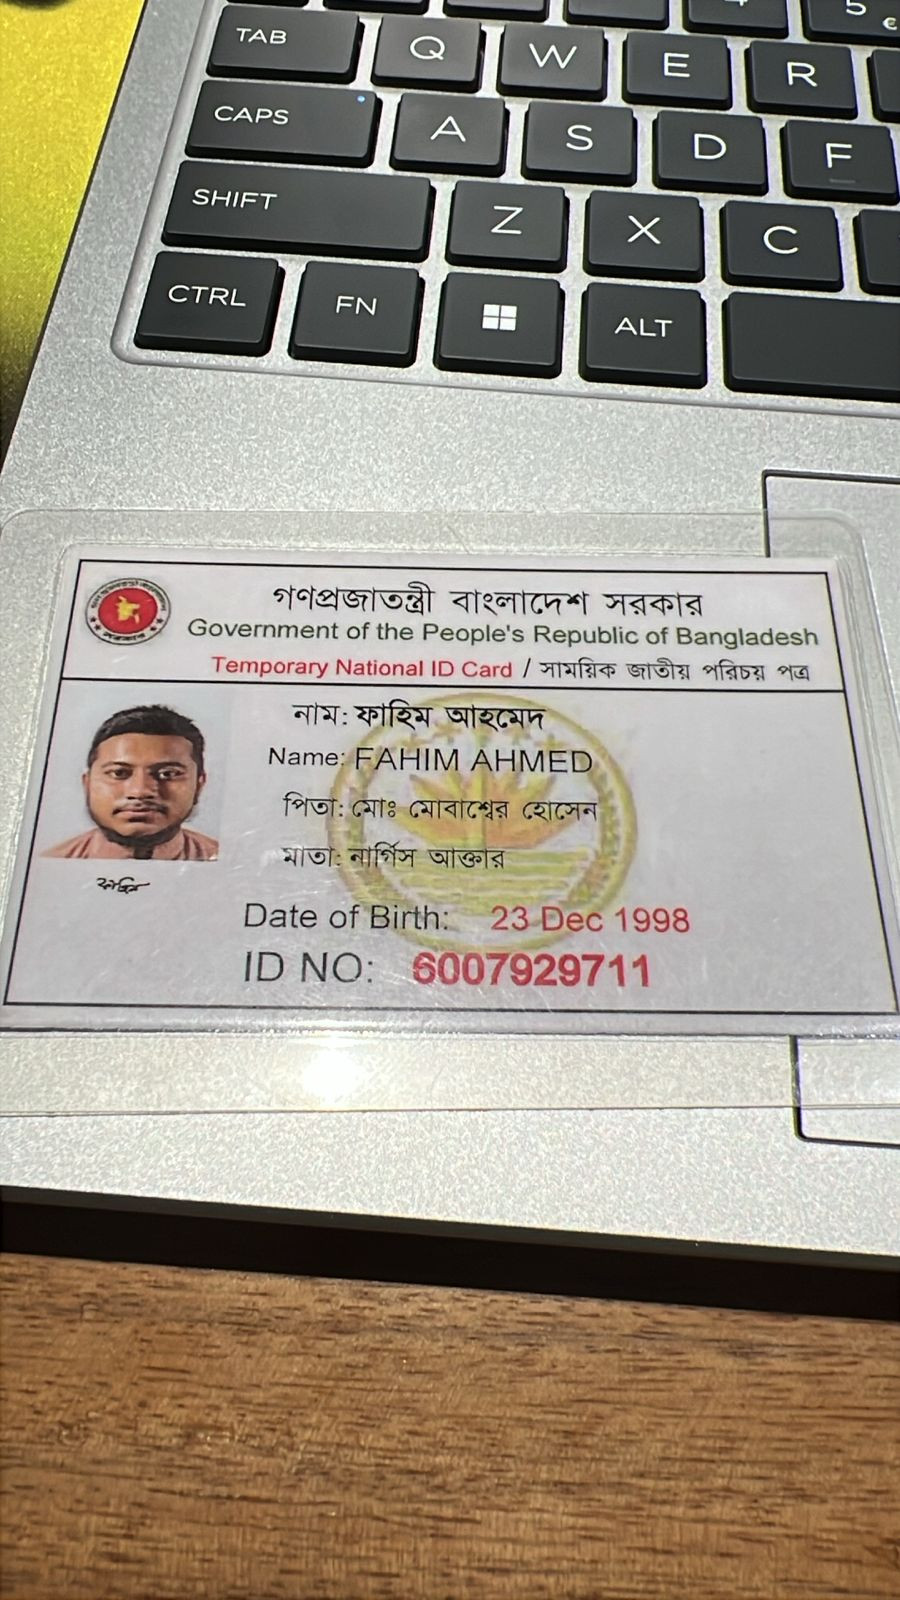 5 €
TAB Q W E R
CAPS A S D F
SHIFT Z X C
CTRL FN ALT
গণপ্রজাতন্ত্রী বাংলাদেশ সরকার
Government of the People's Republic of Bangladesh
Temporary National ID Card / সাময়িক জাতীয় পরিচয় পত্র
নাম: ফাহিম আহমেদ
Name: FAHIM AHMED
পিতা: মোঃ মোবাশ্বের হোসেন
মাতা: নার্গিস আক্তার
Date of Birth: 23 Dec 1998
ID NO: 6007929711